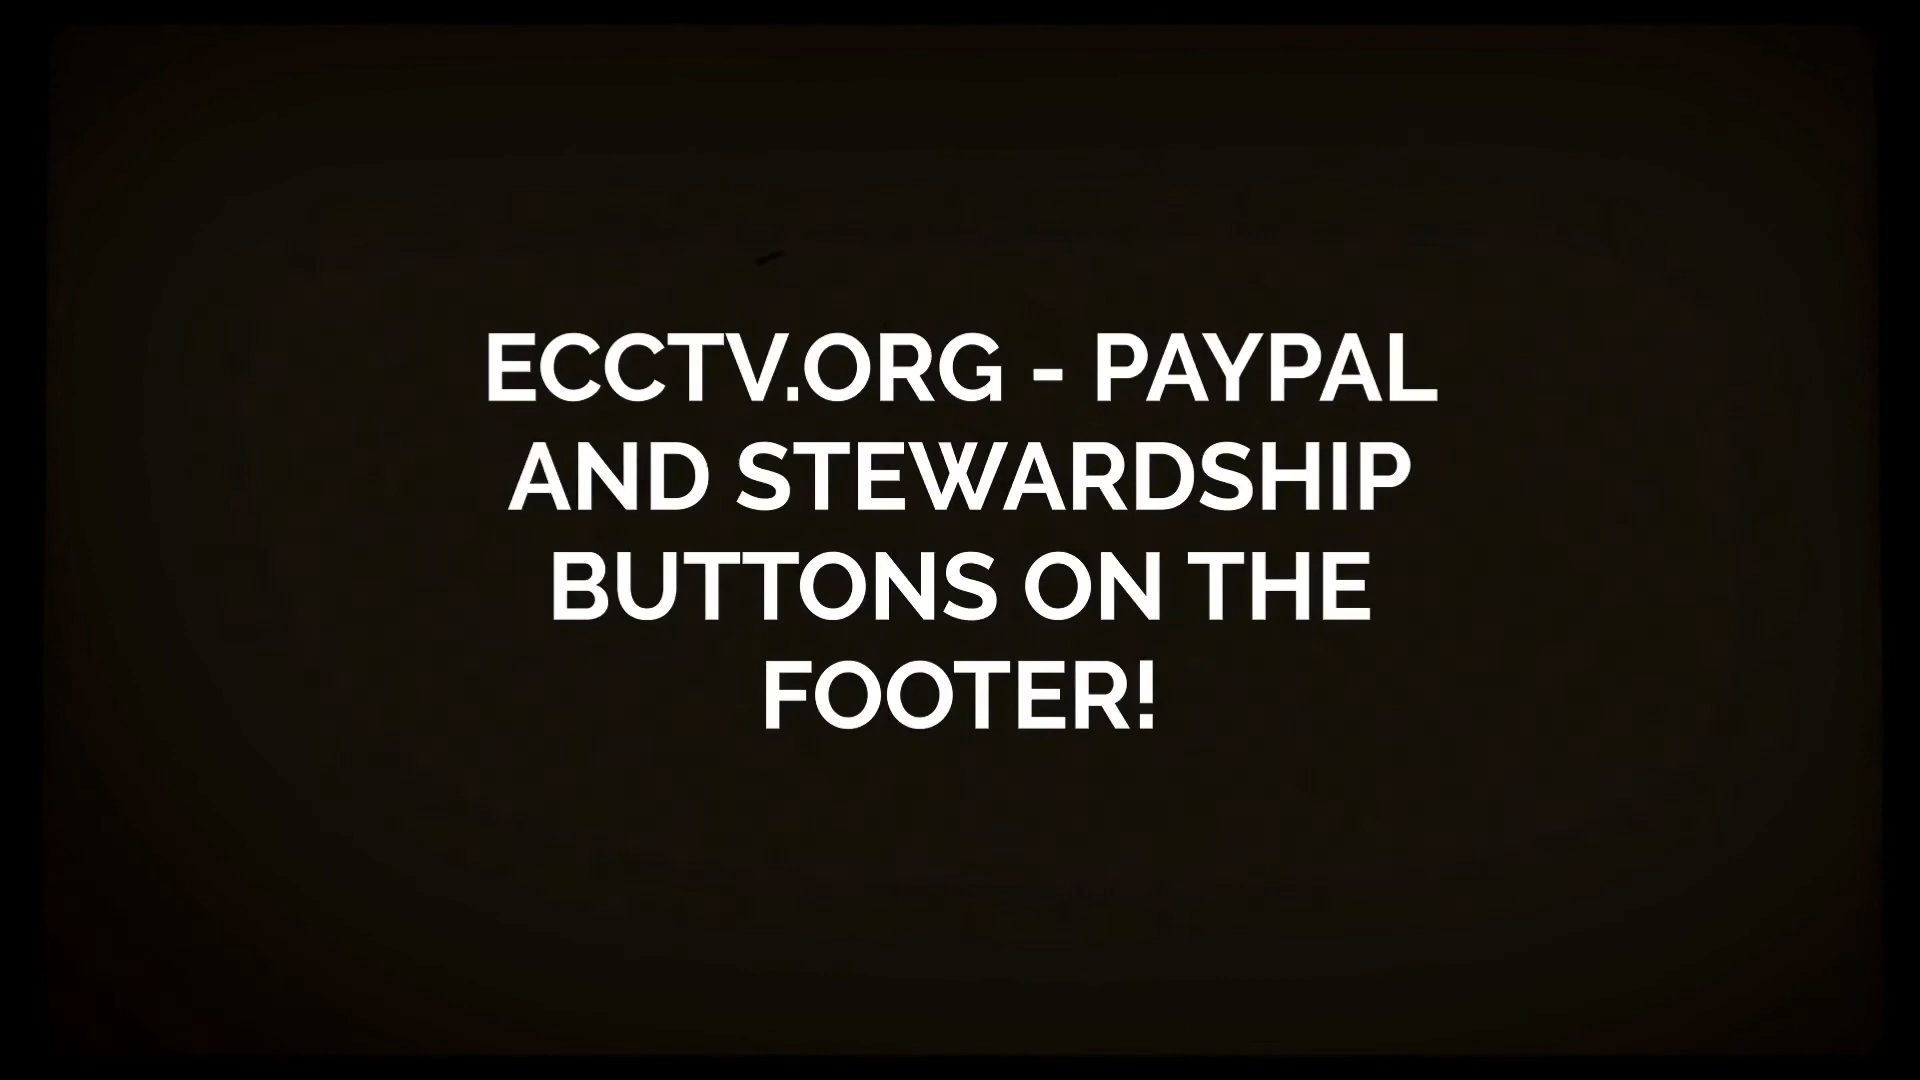 ECCTV.ORG - PAYPAL
AND STEWARDSHIP
BUTTONS ON THE
FOOTER!